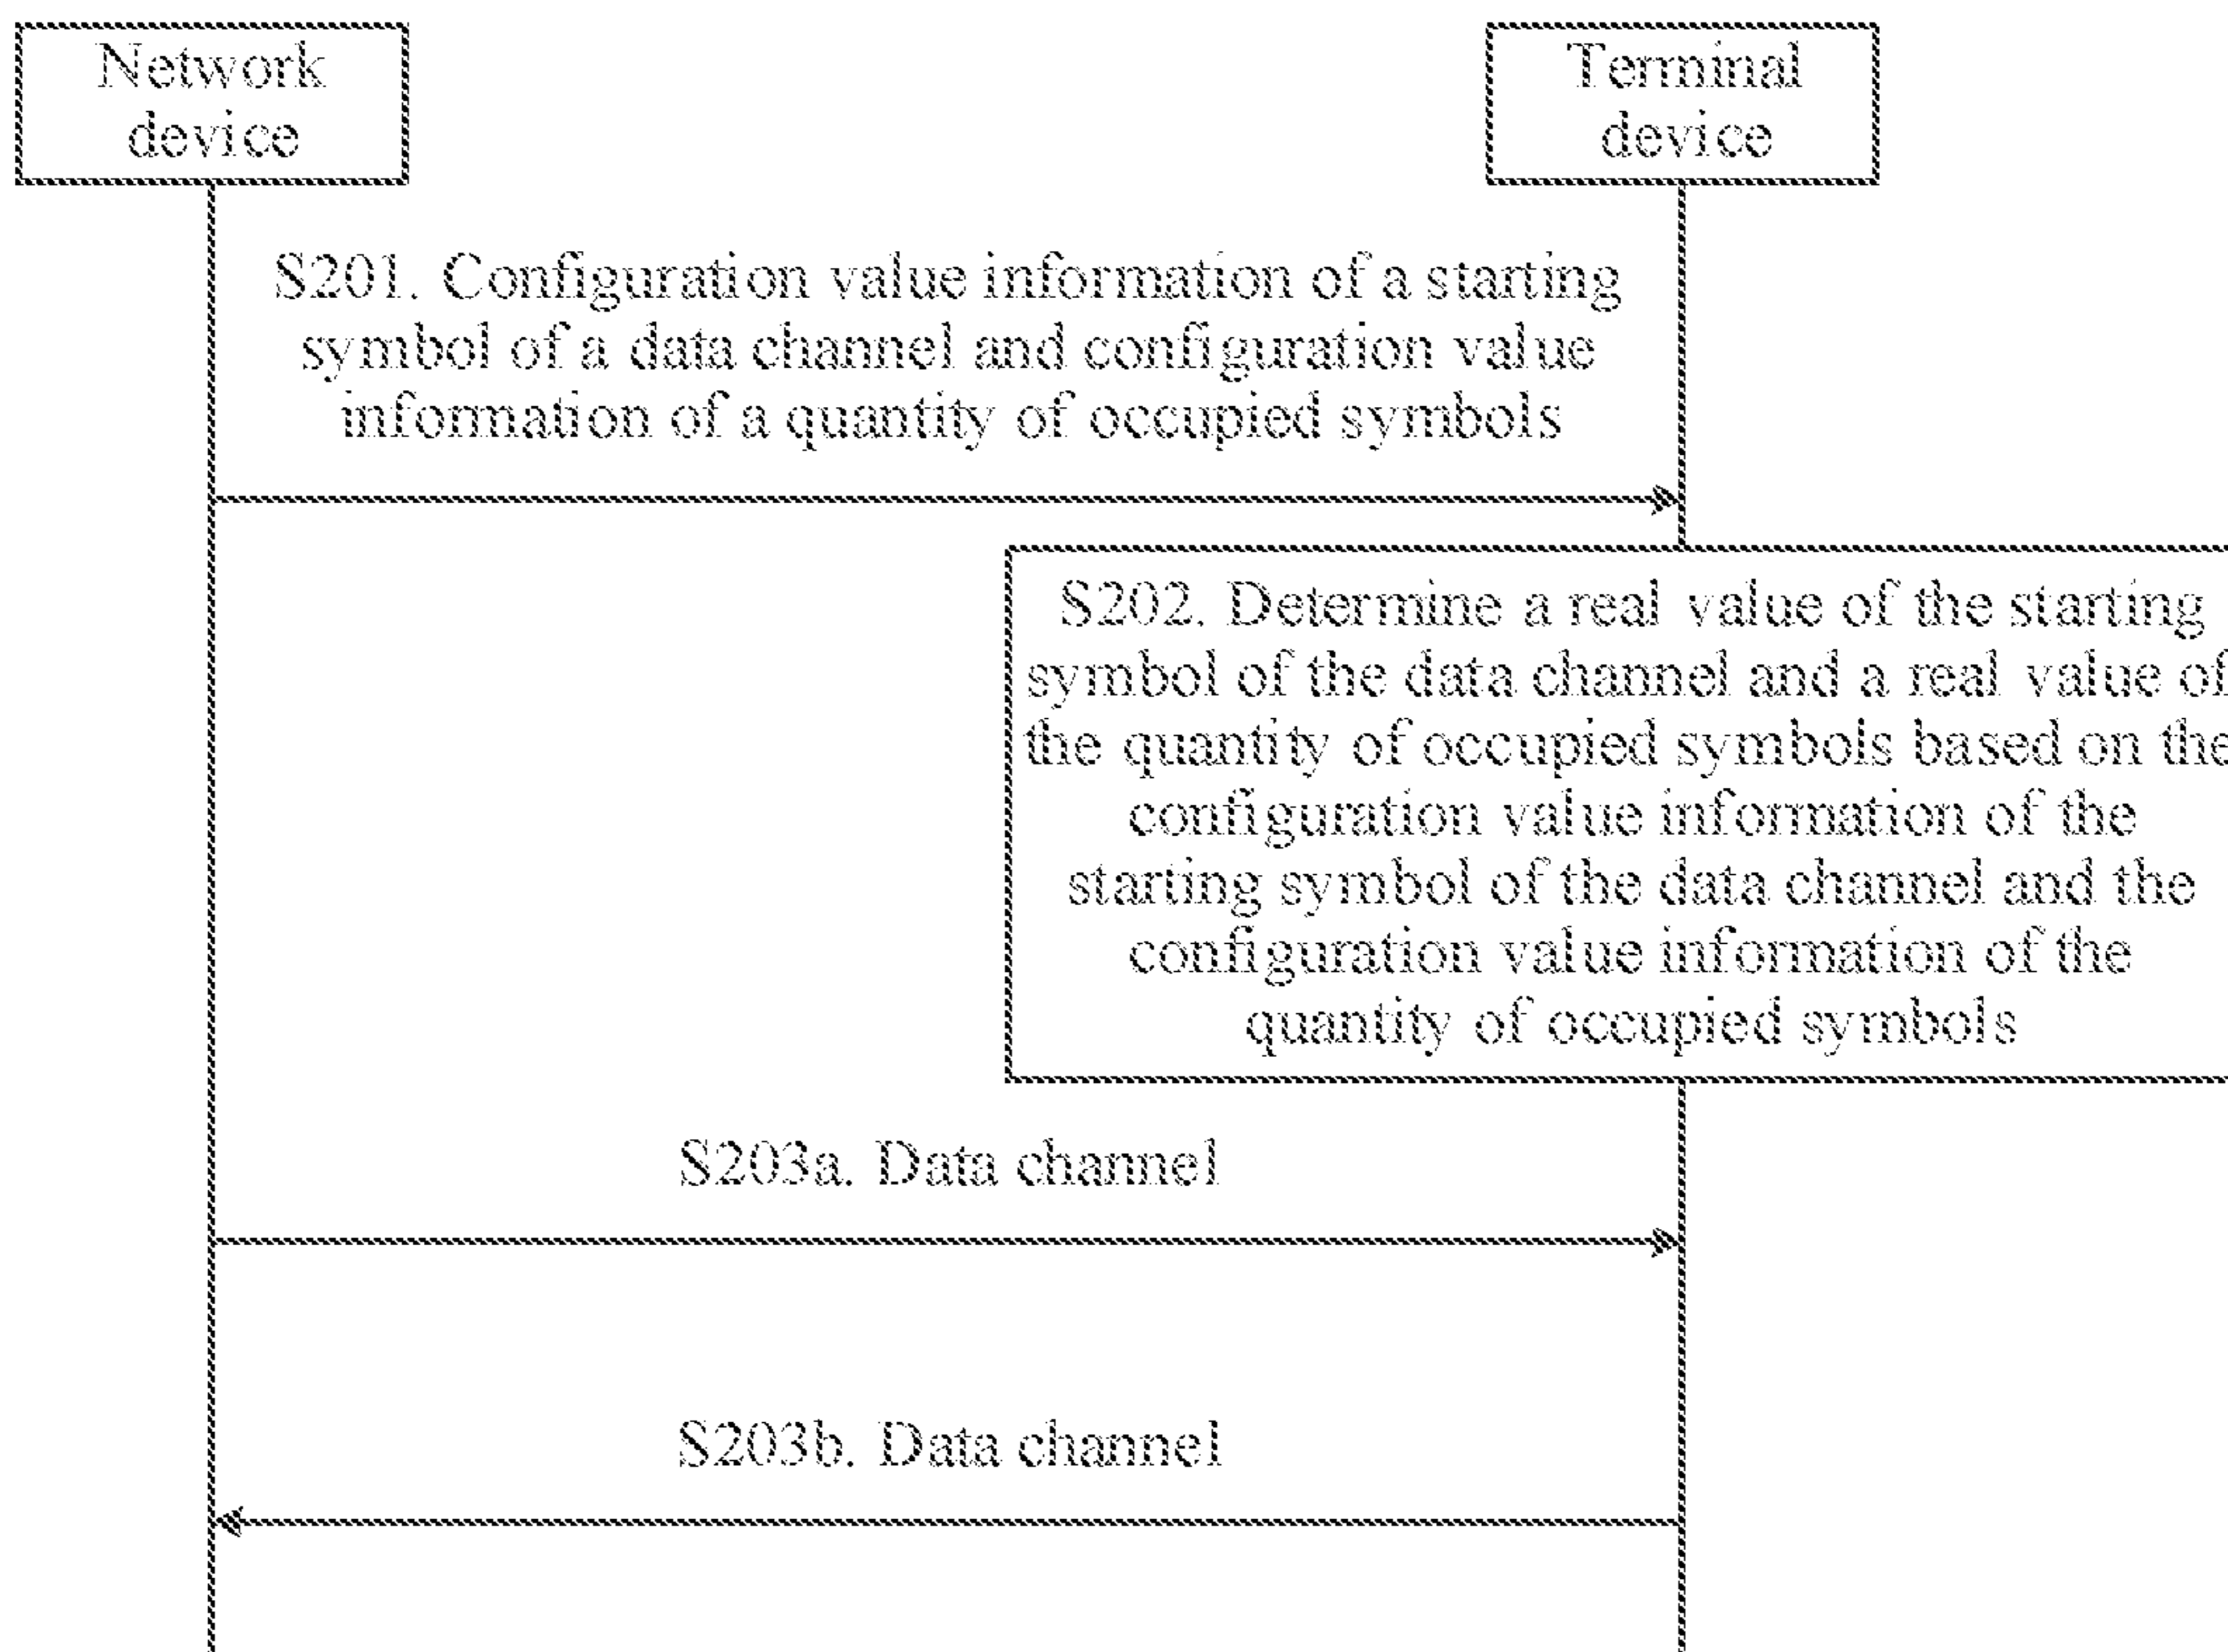 Network
device
Terminal
device
S201. Configuration value information of a starting
symbol of a data channel and configuration value
information of a quantity of occupied symbols
S202. Determine a real value of the starting
symbol of the data channel and a real value of
the quantity of occupied symbols based on the
configuration value information of the
starting symbol of the data channel and the
configuration value information of the
quantity of occupied symbols
S203a. Data channel
S203b. Data channel